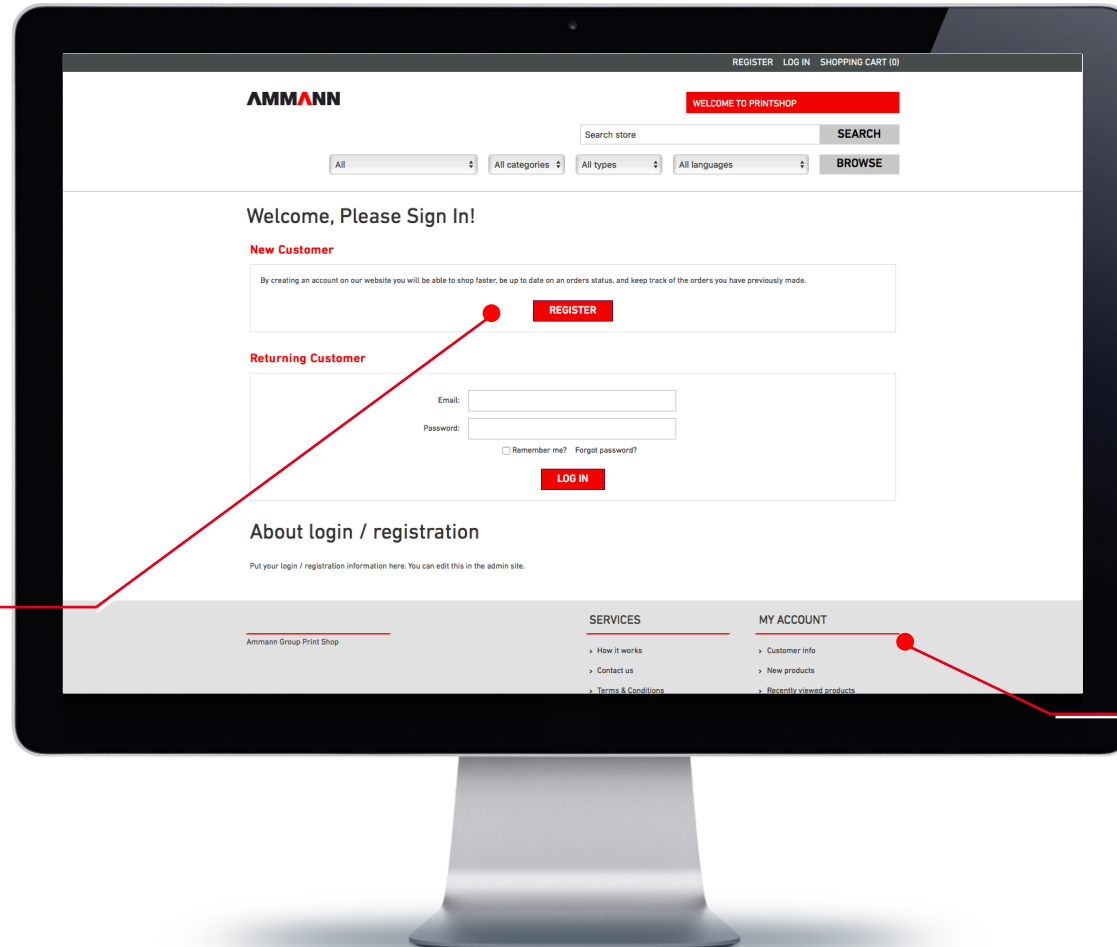 REGISTER LOG IN SHOPPING CART (0)
AMMANN
WELCOME TO PRINTSHOP
Search store SEARCH
All All categories All types All languages BROWSE
Welcome, Please Sign In!
New Customer
By creating an account on our website you will be able to shop faster, be up to date on an orders status, and keep track of the orders you have previously made.
REGISTER
Returning Customer
Email:
Password:
Remember me? Forgot password?
LOG IN
About login / registration
Put your login / registration information here. You can edit this in the admin site.
SERVICES MY ACCOUNT
Ammann Group Print Shop
› How it works › Customer info
› Contact us › New products
› Terms & Conditions › Recently viewed products